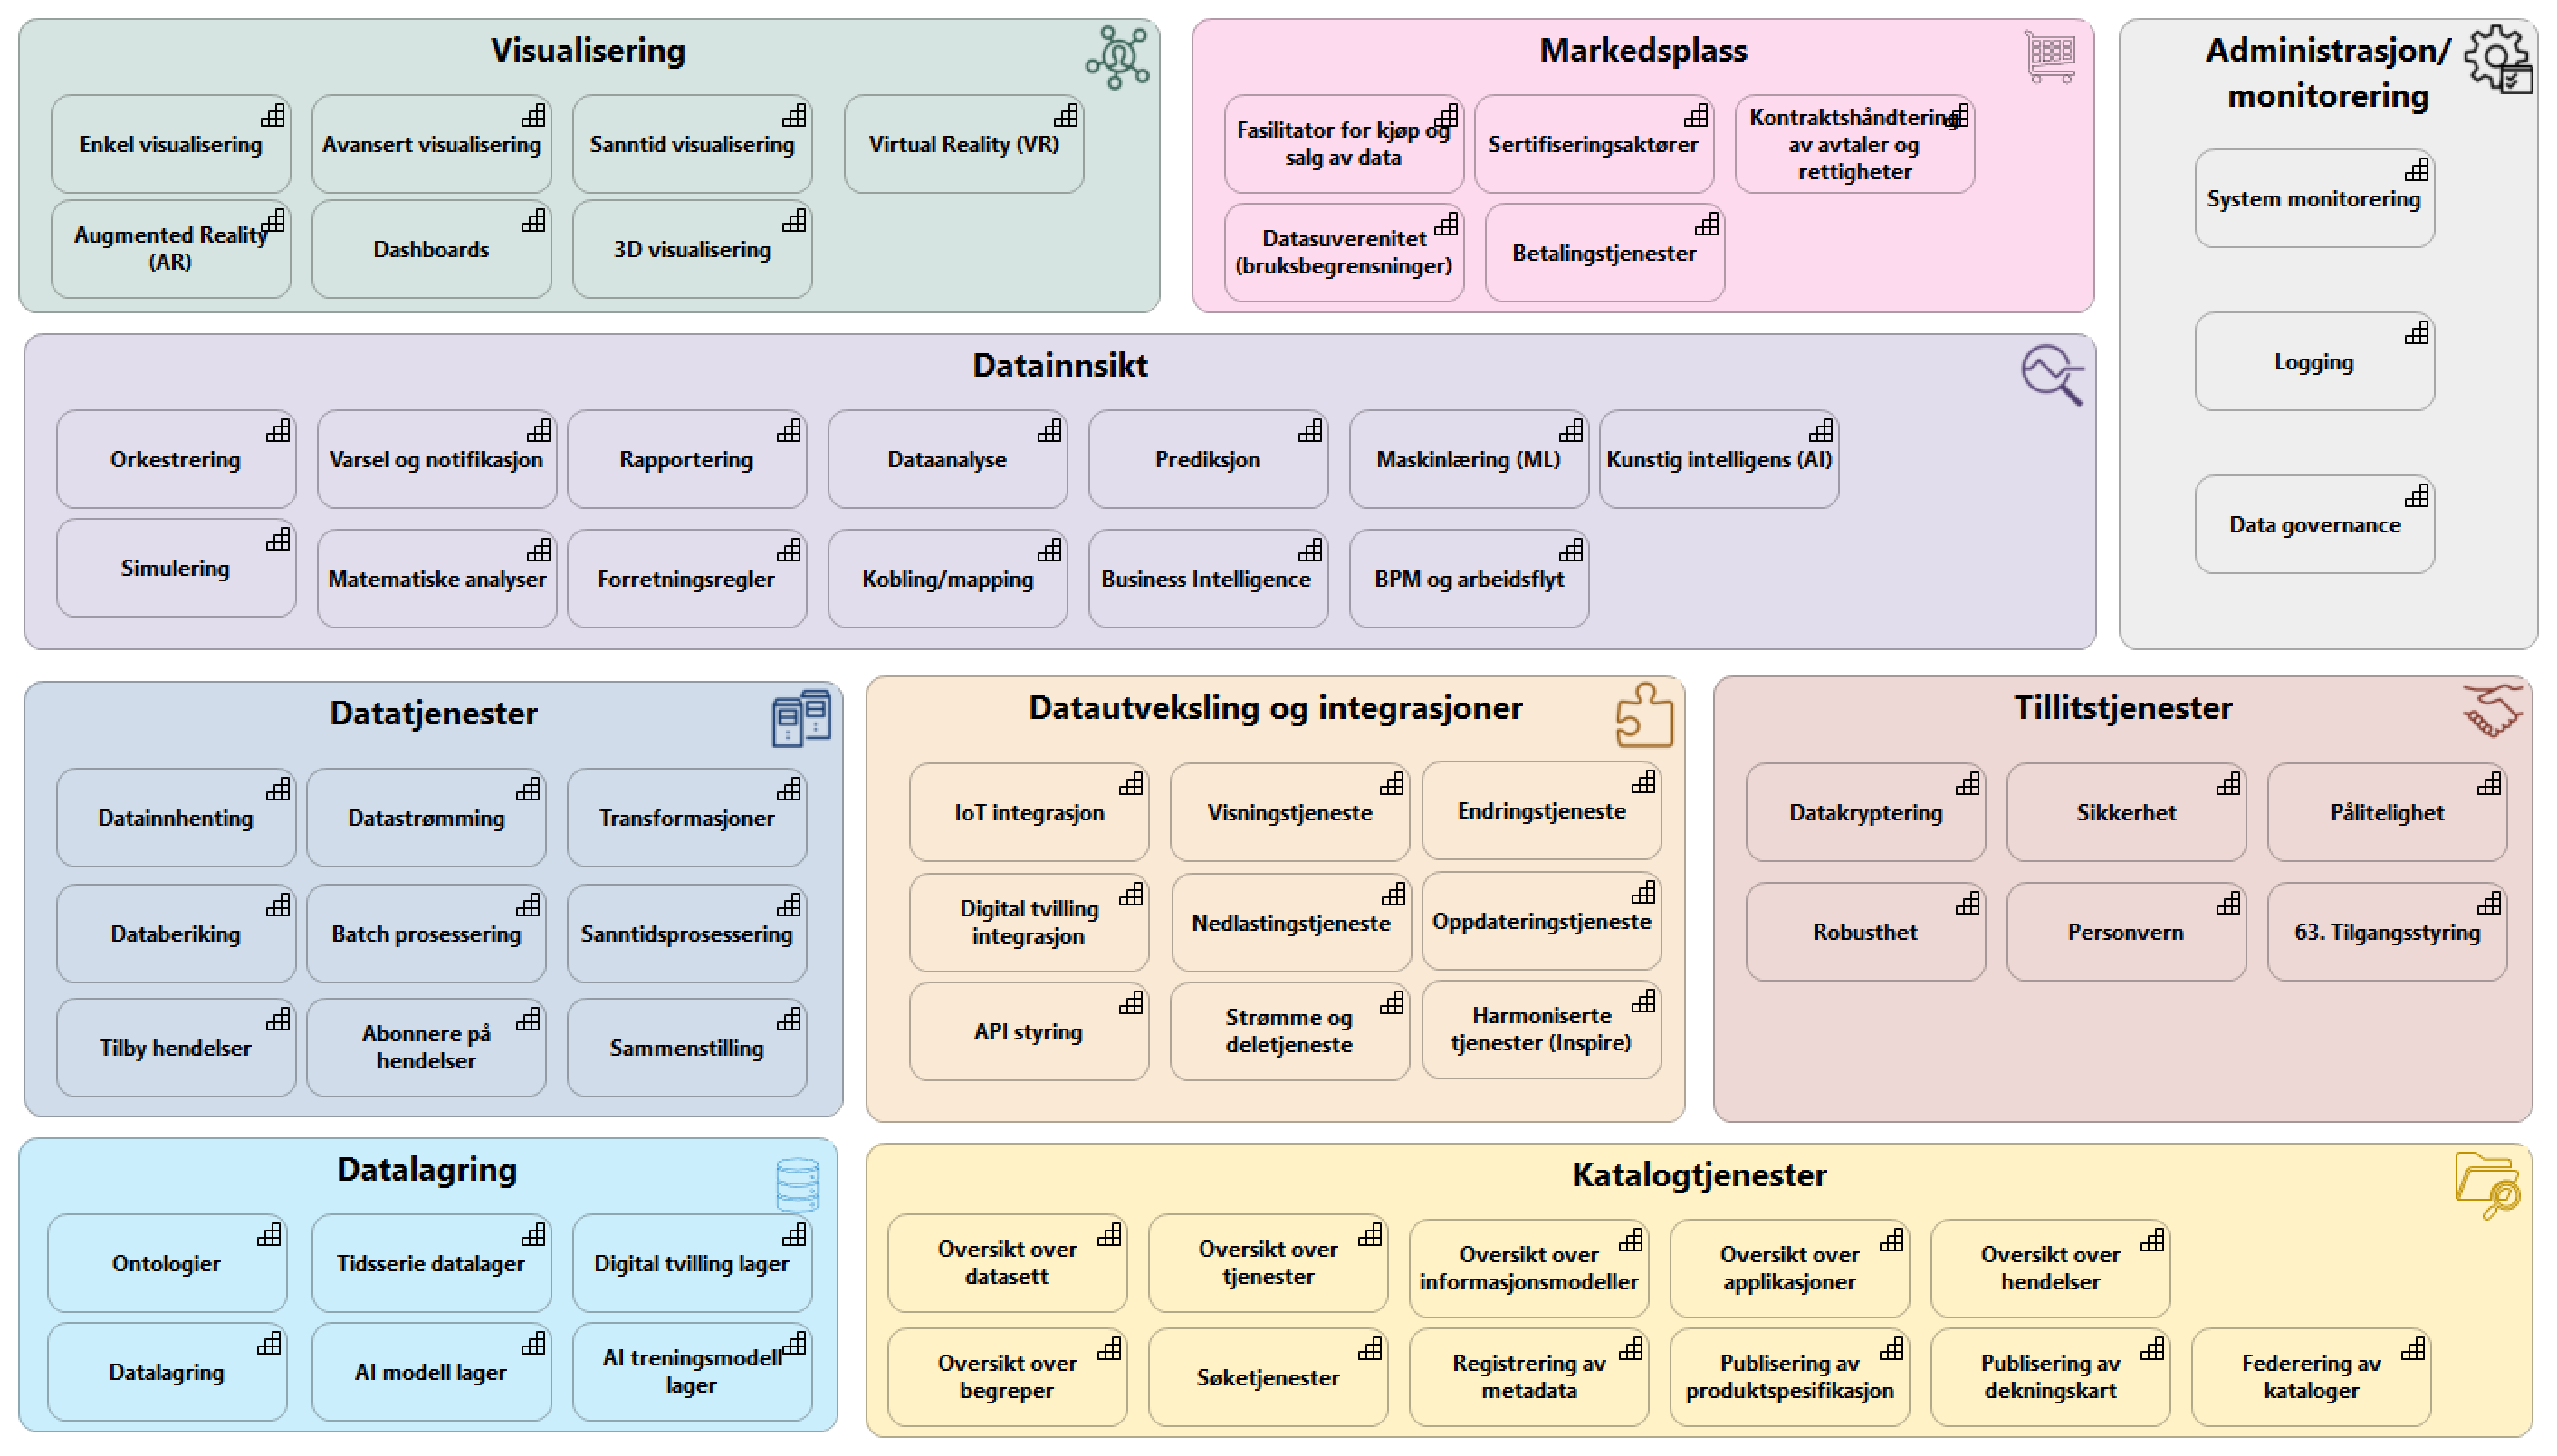 Visualisering
Enkel visualisering
Avansert visualisering
Sanntid visualisering
Virtual Reality (VR)
Augmented Reality
(AR)
Dashboards
3D visualisering
Markedsplass
Fasilitator for kjøp og
salg av data
Sertifiseringsaktører
Kontraktshåndtering
av avtaler og
rettigheter
Datasuverenitet
(bruksbegrensninger)
Betalingstjenester
Administrasjon/
monitorering
System monitorering
Logging
Data governance
Datainnsikt
Orkestrering
Varsel og notifikasjon
Rapportering
Dataanalyse
Prediksjon
Maskinlæring (ML)
Kunstig intelligens (AI)
Simulering
Matematiske analyser
Forretningsregler
Kobling/mapping
Business Intelligence
BPM og arbeidsflyt
Datatjenester
Datainnhenting
Datastrømming
Transformasjoner
Databeriking
Batch prosessering
Sanntidsprosessering
Tilby hendelser
Abonnere på
hendelser
Sammenstilling
Datautveksling og integrasjoner
IoT integrasjon
Visningstjeneste
Endringstjeneste
Digital tvilling
integrasjon
Nedlastingstjeneste
Oppdateringstjeneste
API styring
Strømme og
deletjeneste
Harmoniserte
tjenester (Inspire)
Tillitstjenester
Datakryptering
Sikkerhet
Pålitelighet
Robusthet
Personvern
63. Tilgangsstyring
Datalagring
Ontologier
Tidsserie datalager
Digital tvilling lager
Datalagring
AI modell lager
AI treningsmodell
lager
Katalogtjenester
Oversikt over
datasett
Oversikt over
tjenester
Oversikt over
informasjonsmodeller
Oversikt over
applikasjoner
Oversikt over
hendelser
Oversikt over
begreper
Søketjenester
Registrering av
metadata
Publisering av
produktspesifikasjon
Publisering av
dekningskart
Federering av
kataloger